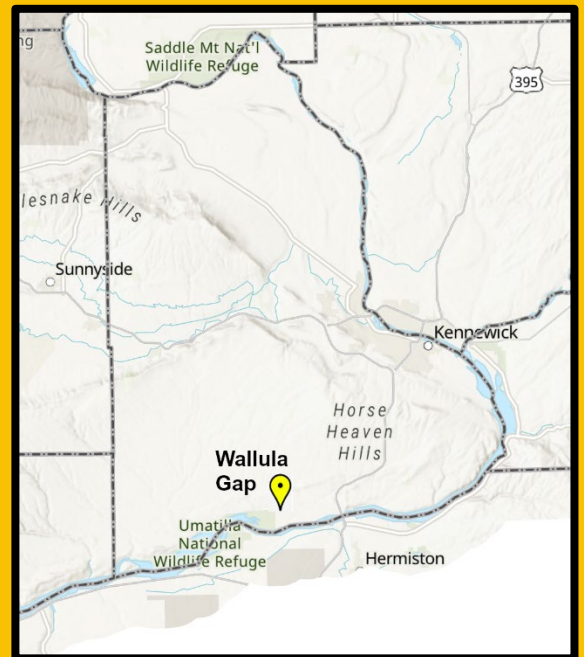 ng
Saddle Mt Nat'l
Wildlife Refuge
395
lesnake Hills
Sunnyside
Kennewick
Horse
Heaven
Hills
Wallula
Gap
Umatilla
National
Wildlife Refuge
Hermiston